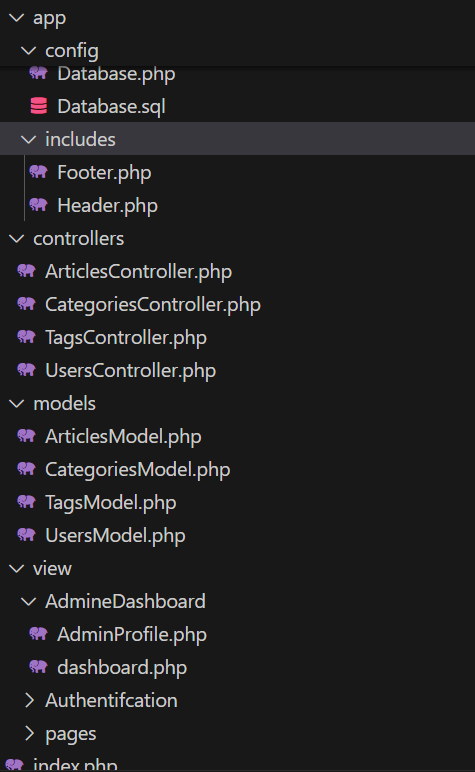 app
config
Database.php
Database.sql
includes
Footer.php
Header.php
controllers
ArticlesController.php
CategoriesController.php
TagsController.php
UsersController.php
models
ArticlesModel.php
CategoriesModel.php
TagsModel.php
UsersModel.php
view
AdmineDashboard
AdminProfile.php
dashboard.php
Authentifcation
pages
index.php